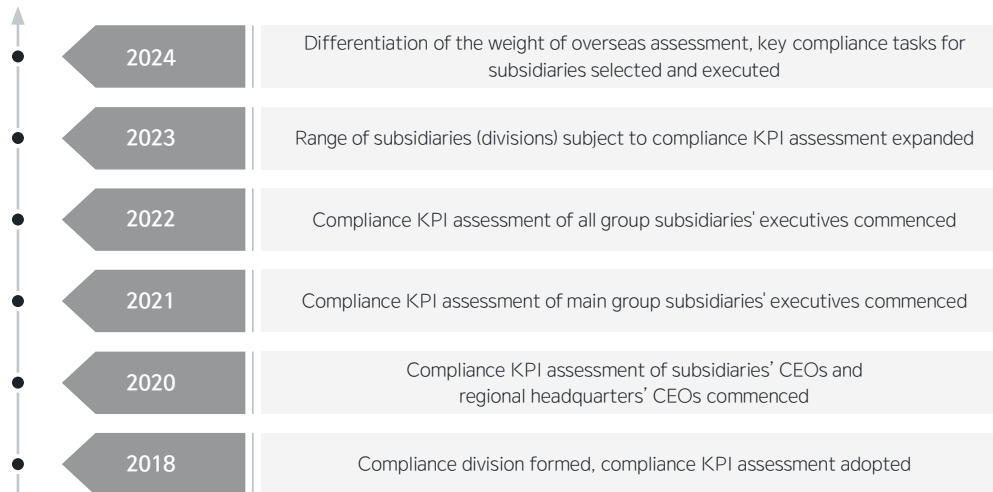 2024
Differentiation of the weight of overseas assessment, key compliance tasks for
subsidiaries selected and executed
2023
Range of subsidiaries (divisions) subject to compliance KPI assessment expanded
2022
Compliance KPI assessment of all group subsidiaries' executives commenced
2021
Compliance KPI assessment of main group subsidiaries' executives commenced
2020
Compliance KPI assessment of subsidiaries’ CEOs and
regional headquarters’ CEOs commenced
2018
Compliance division formed, compliance KPI assessment adopted